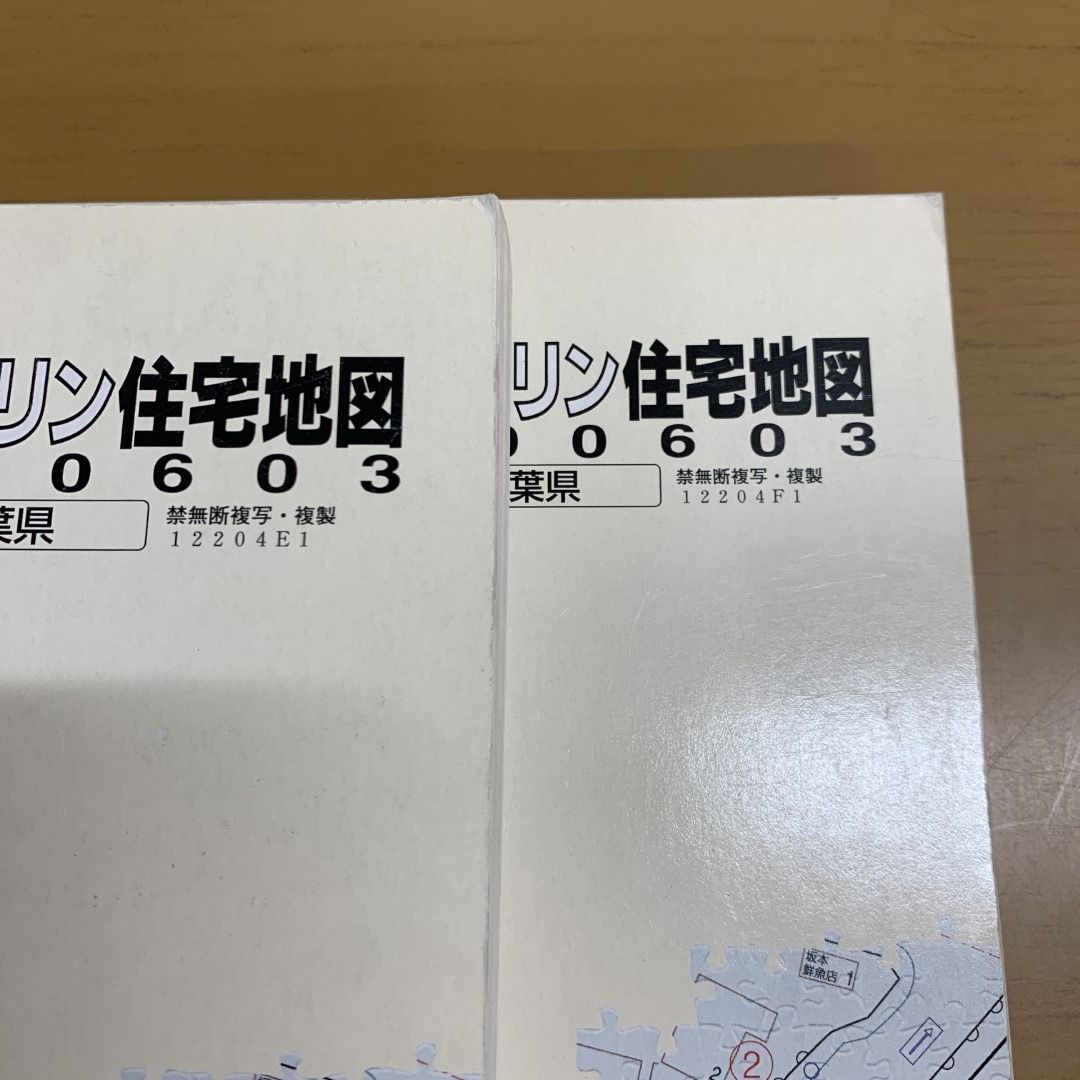 リン住宅地図
0603
葉県
禁無断複写・複製
12204E1
リン住宅地図
00603
葉県
禁無断複写・複製
12204F1
坂本
鮮魚店 1
2
2